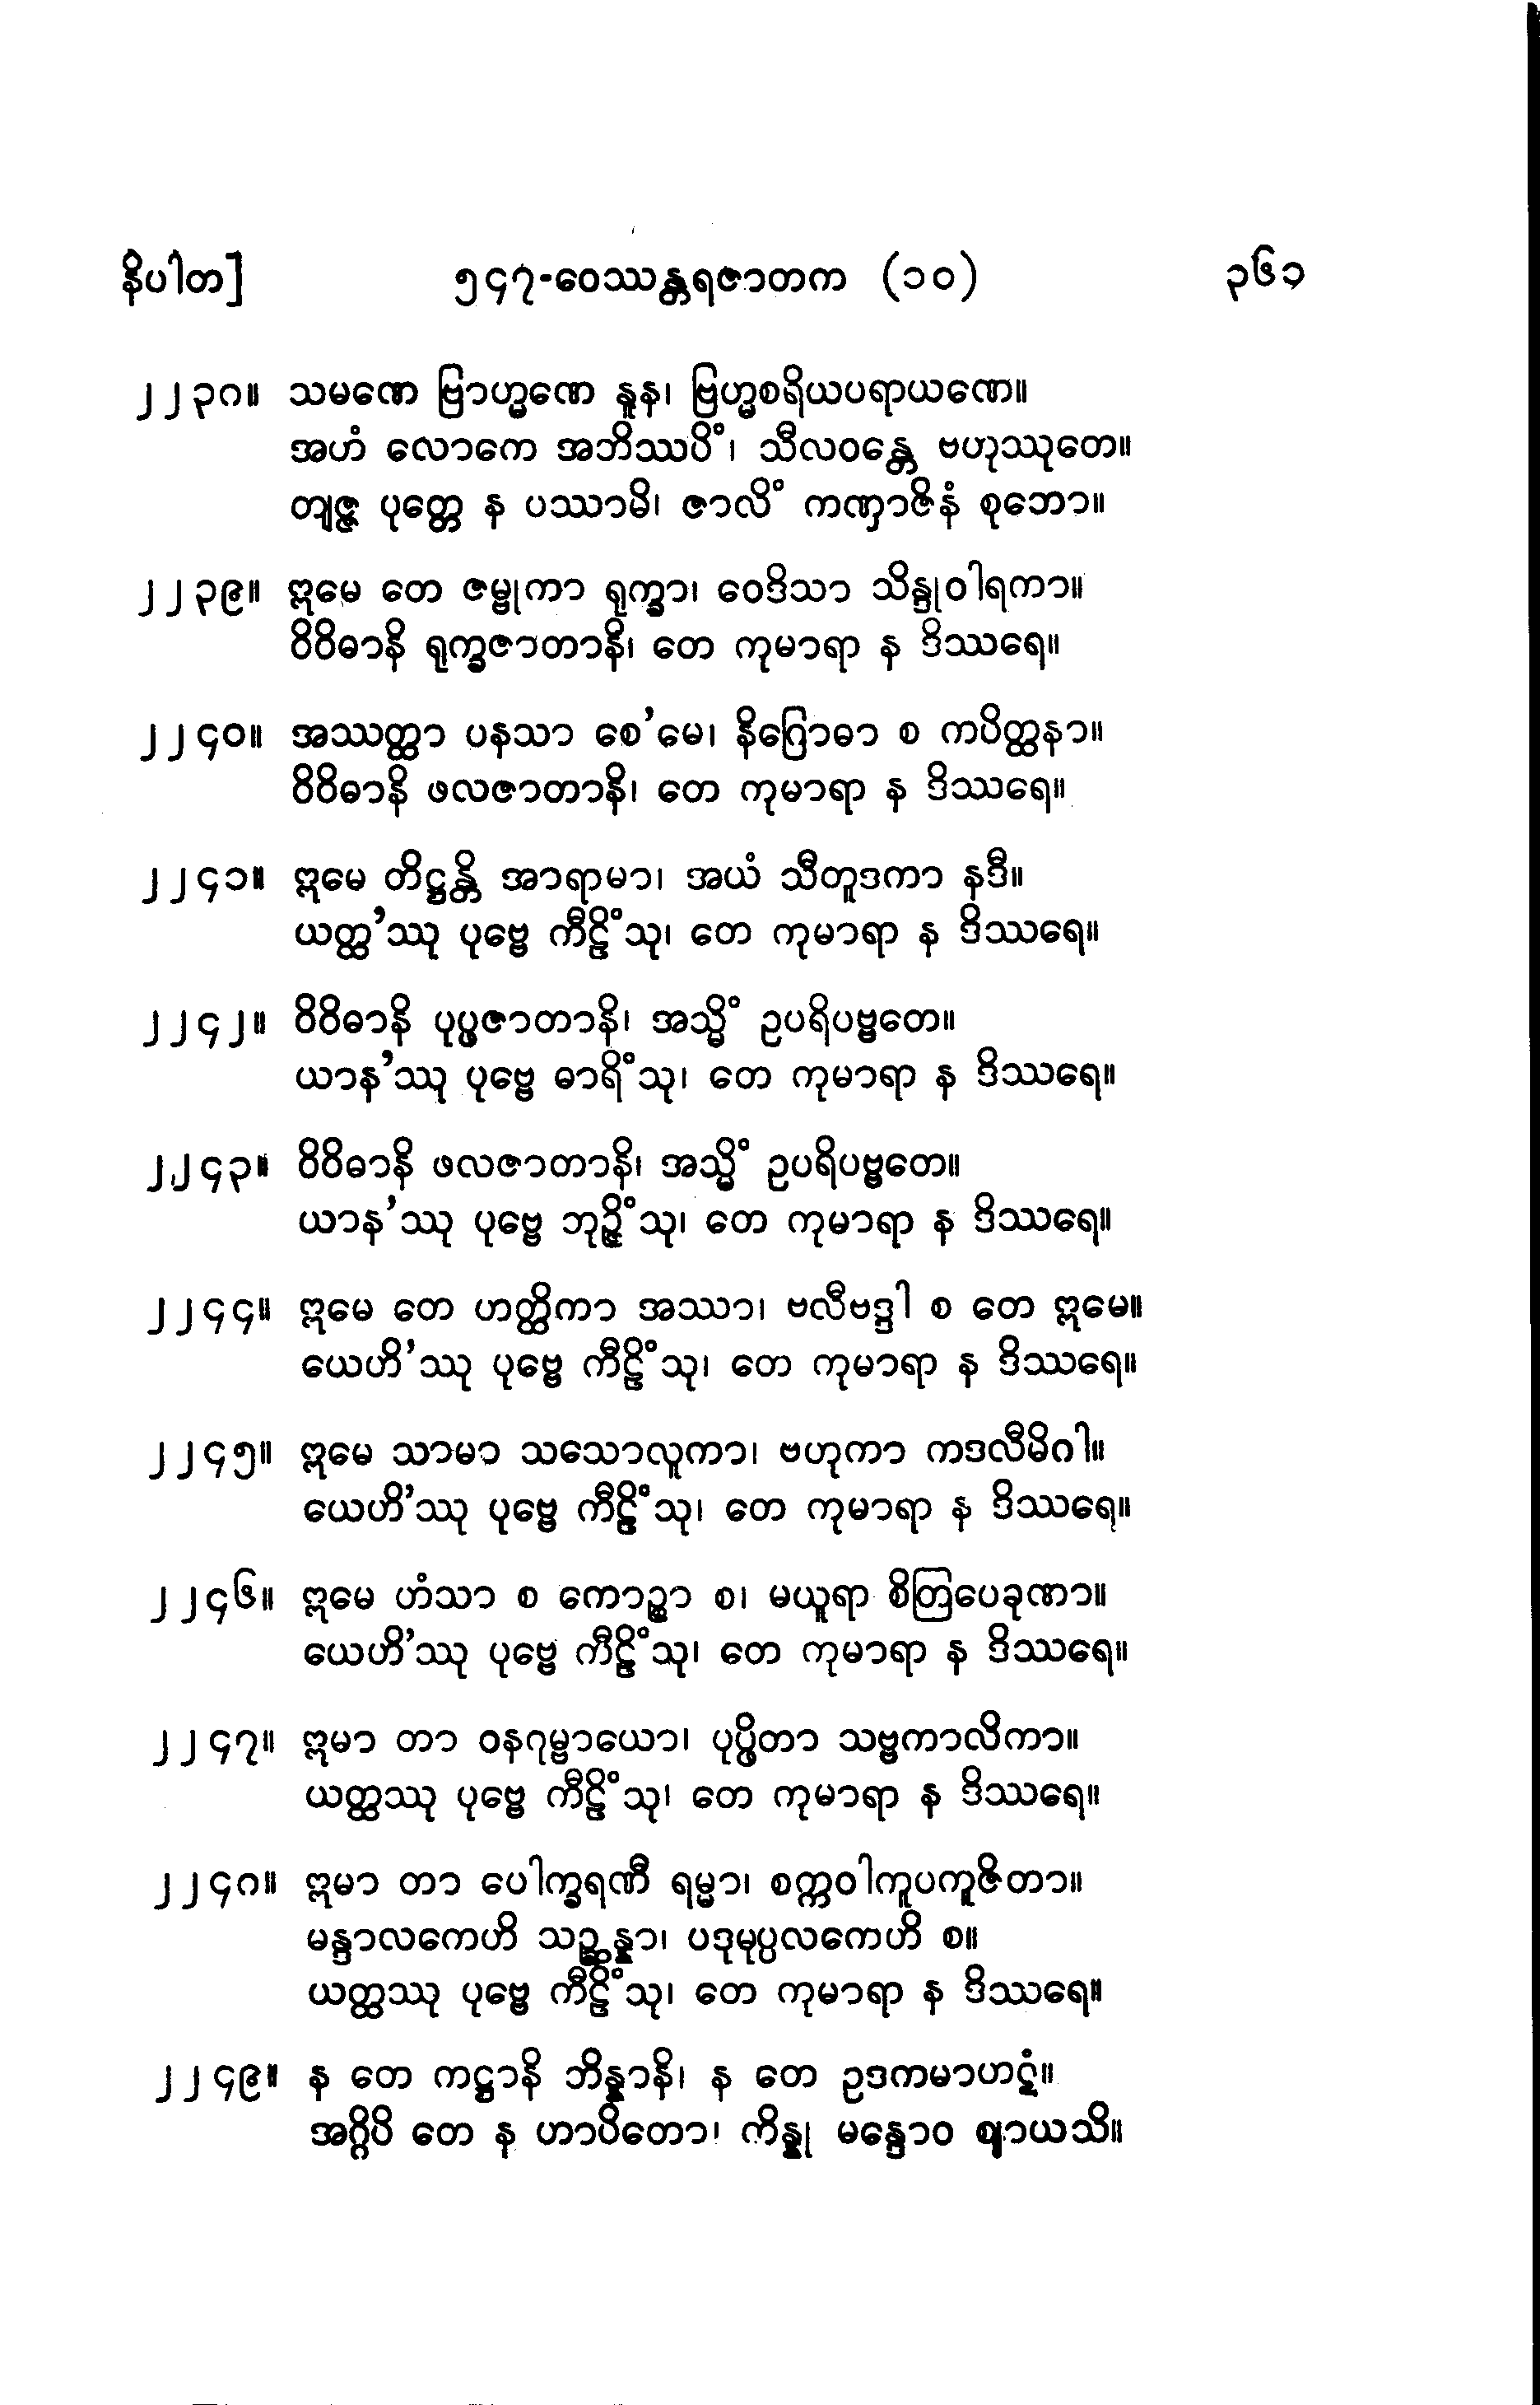 နိပါတ] ၅၄၇-ဝေဿန္တရဇာတက (၁၀) ၃၆၁
၂၂၃၈။ သမဏေ ဗြာဟ္မဏေ နူန၊ ဗြဟ္မစရိယပရာယဏေ။
အဟံ လောကေ အဘိဿပိံ၊ သီလဝန္တေ ဗဟုဿုတေ။
တျဇ္ဇ ပုတ္တေ န ပဿာမိ၊ ဇာလိံ ကဏှာဇိနံ စုဘော။
၂၂၃၉။ ဣမေ တေ ဇမ္ဗုကာ ရုက္ခာ၊ ဝေဒိသာ သိန္ဒုဝါရကာ။
ဝိဝိဓာနိ ရုက္ခဇာတာနိ၊ တေ ကုမာရာ န ဒိဿရေ။
၂၂၄၀။ အဿတ္ထာ ပနသာ စေ’မေ၊ နိဂြောဓာ စ ကပိတ္ထနာ။
ဝိဝိဓာနိ ဖလဇာတာနိ၊ တေ ကုမာရာ န ဒိဿရေ။
၂၂၄၁။ ဣမေ တိဋ္ဌန္တိ အာရာမာ၊ အယံ သီတူဒကာ နဒီ။
ယတ္ထ’ဿု ပုဗ္ဗေ ကီဠိံသု၊ တေ ကုမာရာ န ဒိဿရေ။
၂၂၄၂။ ဝိဝိဓာနိ ပုပ္ဖဇာတာနိ၊ အသ္မိံ ဥပရိပဗ္ဗတေ။
ယာန’ဿု ပုဗ္ဗေ ဓာရိံသု၊ တေ ကုမာရာ န ဒိဿရေ။
၂၂၄၃။ ဝိဝိဓာနိ ဖလဇာတာနိ၊ အသ္မိံ ဥပရိပဗ္ဗတေ။
ယာန’ဿု ပုဗ္ဗေ ဘုဉ္ဇိံသု၊ တေ ကုမာရာ န ဒိဿရေ။
၂၂၄၄။ ဣမေ တေ ဟတ္ထိကာ အဿာ၊ ဗလီဗဒ္ဒါ စ တေ ဣမေ။
ယေဟိ’ဿု ပုဗ္ဗေ ကီဠိံသု၊ တေ ကုမာရာ န ဒိဿရေ။
၂၂၄၅။ ဣမေ သာမာ သသောလူကာ၊ ဗဟုကာ ကဒလီမိဂါ။
ယေဟိ’ဿု ပုဗ္ဗေ ကီဠိံသု၊ တေ ကုမာရာ န ဒိဿရေ။
၂၂၄၆။ ဣမေ ဟံသာ စ ကောဉ္စာ စ၊ မယူရာ စိတြပေခုဏာ။
ယေဟိ’ဿု ပုဗ္ဗေ ကီဠိံသု၊ တေ ကုမာရာ န ဒိဿရေ။
၂၂၄၇။ ဣမာ တာ ဝနဂုမ္ဗာယော၊ ပုပ္ဖိတာ သဗ္ဗကာလိကာ။
ယတ္ထဿု ပုဗ္ဗေ ကီဠိံသု၊ တေ ကုမာရာ န ဒိဿရေ။
၂၂၄၈။ ဣမာ တာ ပေါက္ခရဏီ ရမ္မာ၊ စက္ကဝါကူပကူဇိတာ။
မန္ဒာလကေဟိ သဉ္ဆန္နာ၊ ပဒုမုပ္ပလကေဟိ စ။
ယတ္ထဿု ပုဗ္ဗေ ကီဠိံသု၊ တေ ကုမာရာ န ဒိဿရေ။
၂၂၄၉။ န တေ ကဋ္ဌာနိ ဘိန္နာနိ၊ န တေ ဥဒကမာဟဋံ။
အဂ္ဂိပိ တေ န ဟာပိတော၊ ကိန္နု မန္ဒောဝ ဈာယသိ။